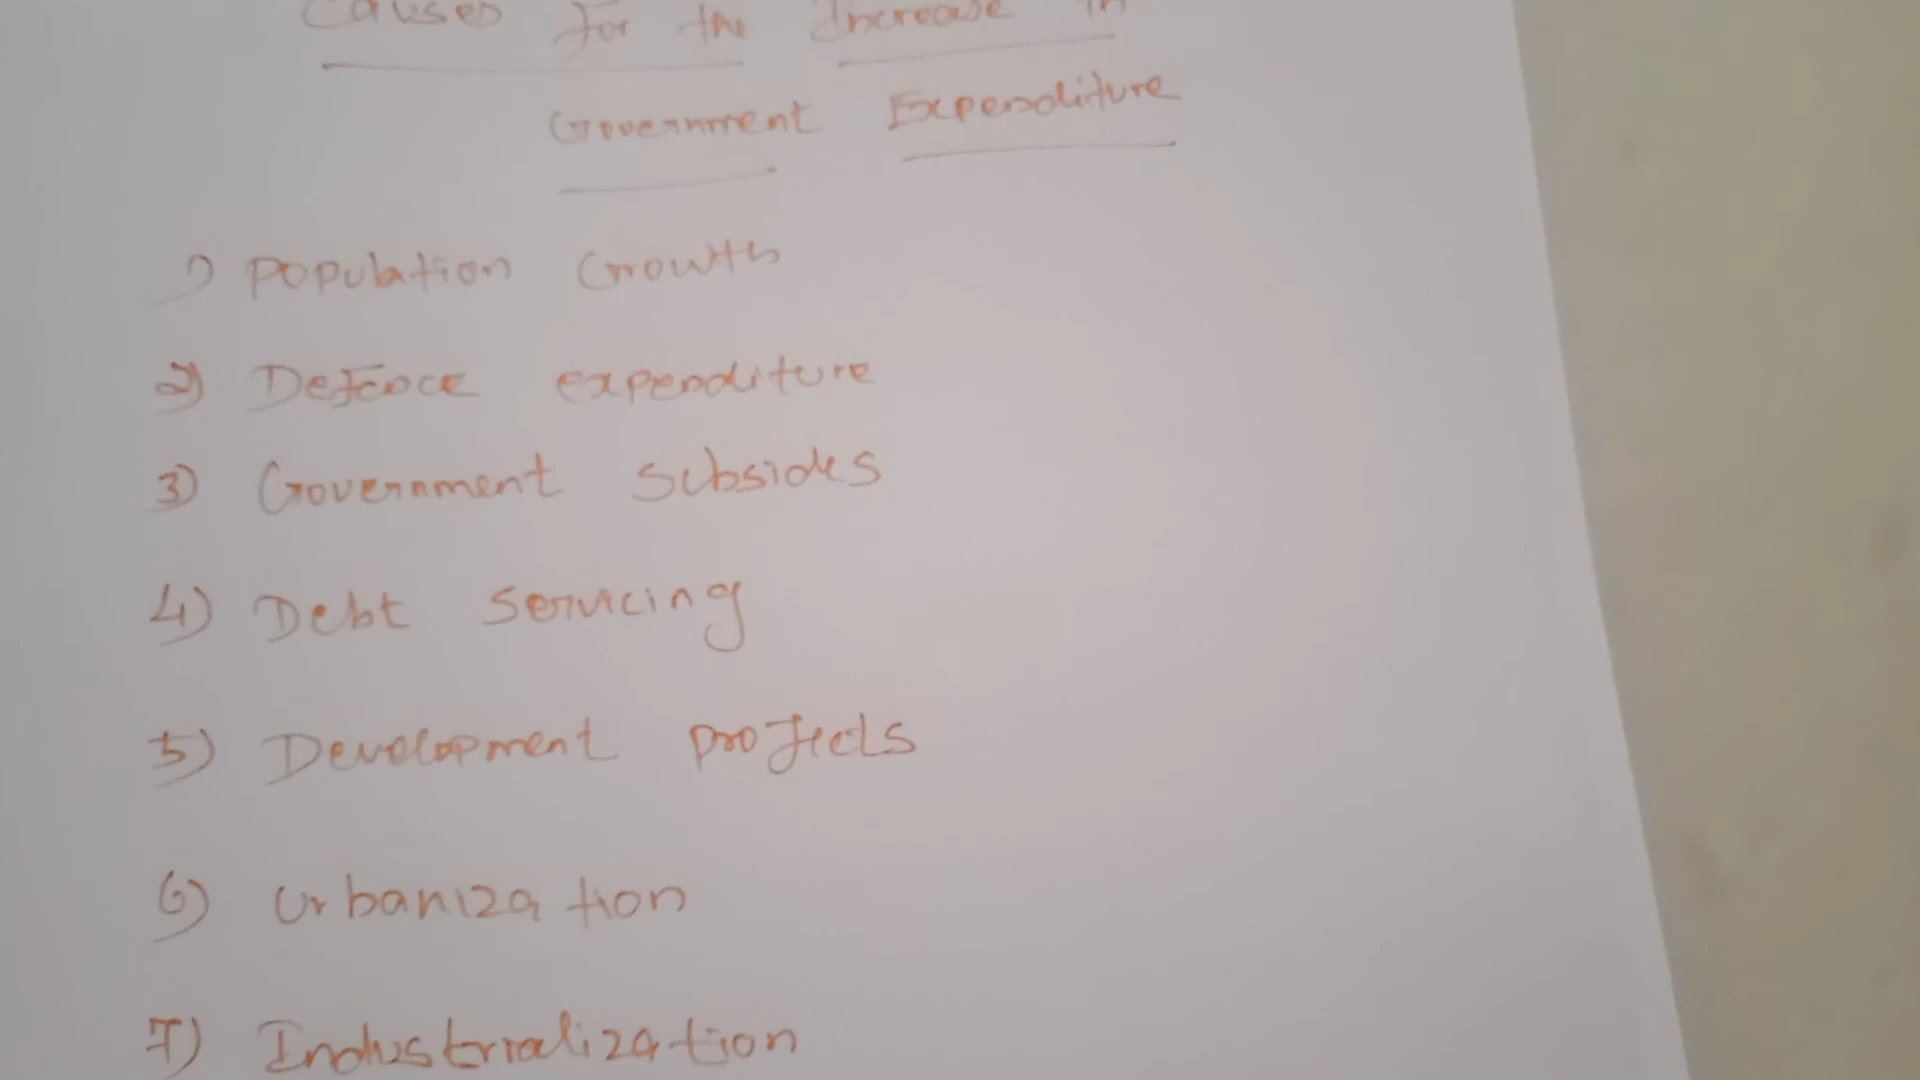 Causes for the Increase in
Government Expenditure
1) Population Growth
2) Defence expenditure
3) Government Subsides
4) Debt Servicing
5) Development projects
6) Urbanization
7) Industrialization